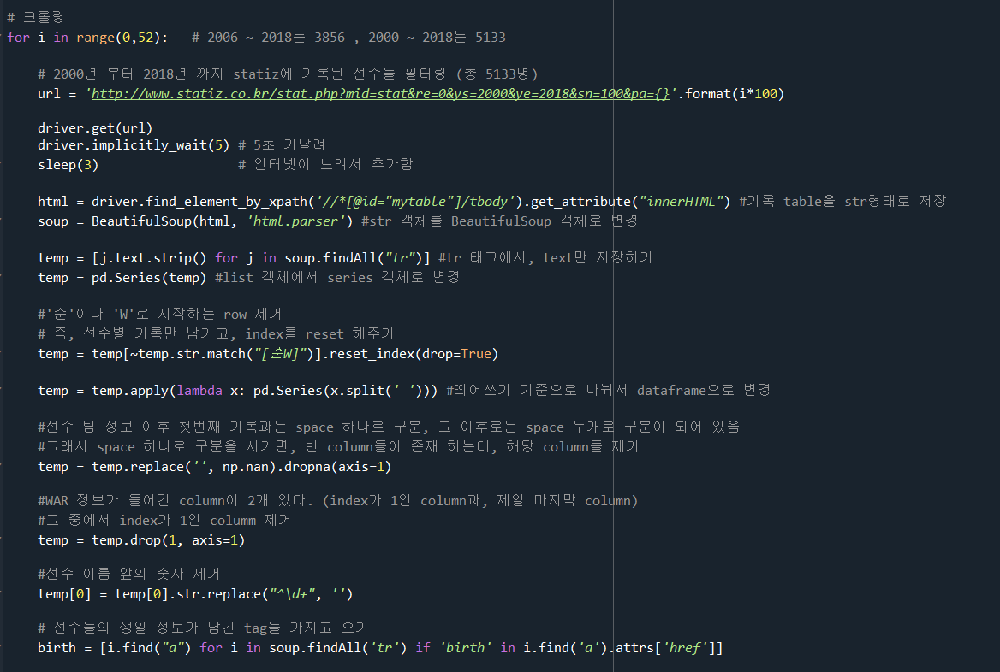 # 크롤링
for i in range(0,52):   # 2006 ~ 2018는 3856 , 2000 ~ 2018는 5133
    # 2000년 부터 2018년 까지 statiz에 기록된 선수들 필터링 (총 5133명)
    url = 'http://www.statiz.co.kr/stat.php?mid=stat&re=0&ys=2000&ye=2018&sn=100&pa={}'.format(i*100)
    driver.get(url)
    driver.implicitly_wait(5) # 5초 기달려
    sleep(3)                  # 인터넷이 느려서 추가함
    html = driver.find_element_by_xpath('//*[@id="mytable"]/tbody').get_attribute("innerHTML") #기록 table을 str형태로 저장
    soup = BeautifulSoup(html, 'html.parser') #str 객체를 BeautifulSoup 객체로 변경
    temp = [j.text.strip() for j in soup.findAll("tr")] #tr 태그에서, text만 저장하기
    temp = pd.Series(temp) #list 객체에서 series 객체로 변경
    #'순'이나 'W'로 시작하는 row 제거
    # 즉, 선수별 기록만 남기고, index를 reset 해주기
    temp = temp[~temp.str.match("[순W]")].reset_index(drop=True)
    temp = temp.apply(lambda x: pd.Series(x.split(' '))) #띄어쓰기 기준으로 나눠서 dataframe으로 변경
    #선수 팀 정보 이후 첫번째 기록과는 space 하나로 구분, 그 이후로는 space 두개로 구분이 되어 있음
    #그래서 space 하나로 구분을 시키면, 빈 column들이 존재 하는데, 해당 column들 제거
    temp = temp.replace('', np.nan).dropna(axis=1)
    #WAR 정보가 들어간 column이 2개 있다. (index가 1인 column과, 제일 마지막 column)
    #그 중에서 index가 1인 columm 제거
    temp = temp.drop(1, axis=1)
    #선수 이름 앞의 숫자 제거
    temp[0] = temp[0].str.replace("^\d+", '')
    # 선수들의 생일 정보가 담긴 tag들 가지고 오기
    birth = [i.find("a") for i in soup.findAll('tr') if 'birth' in i.find('a').attrs['href']]